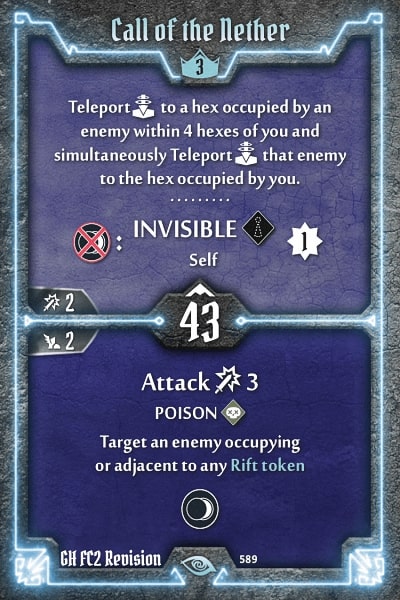 Call of the Nether
3
Teleport to a hex occupied by an
enemy within 4 hexes of you and
simultaneously Teleport that enemy
to the hex occupied by you.
: INVISIBLE 1
Self
2
43
2
Attack 3
POISON
Target an enemy occupying
or adjacent to any Rift token
GH FC2 Revision 589